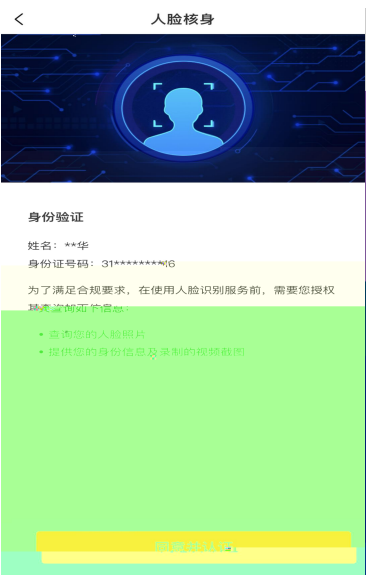 人脸核身
身份验证
姓名：**华
身份证号码：31********16
为了满足合规要求，在使用人脸识别服务前，需要您授权
其查询如下信息：
• 查询您的人脸照片
• 提供您的身份信息及录制的视频截图